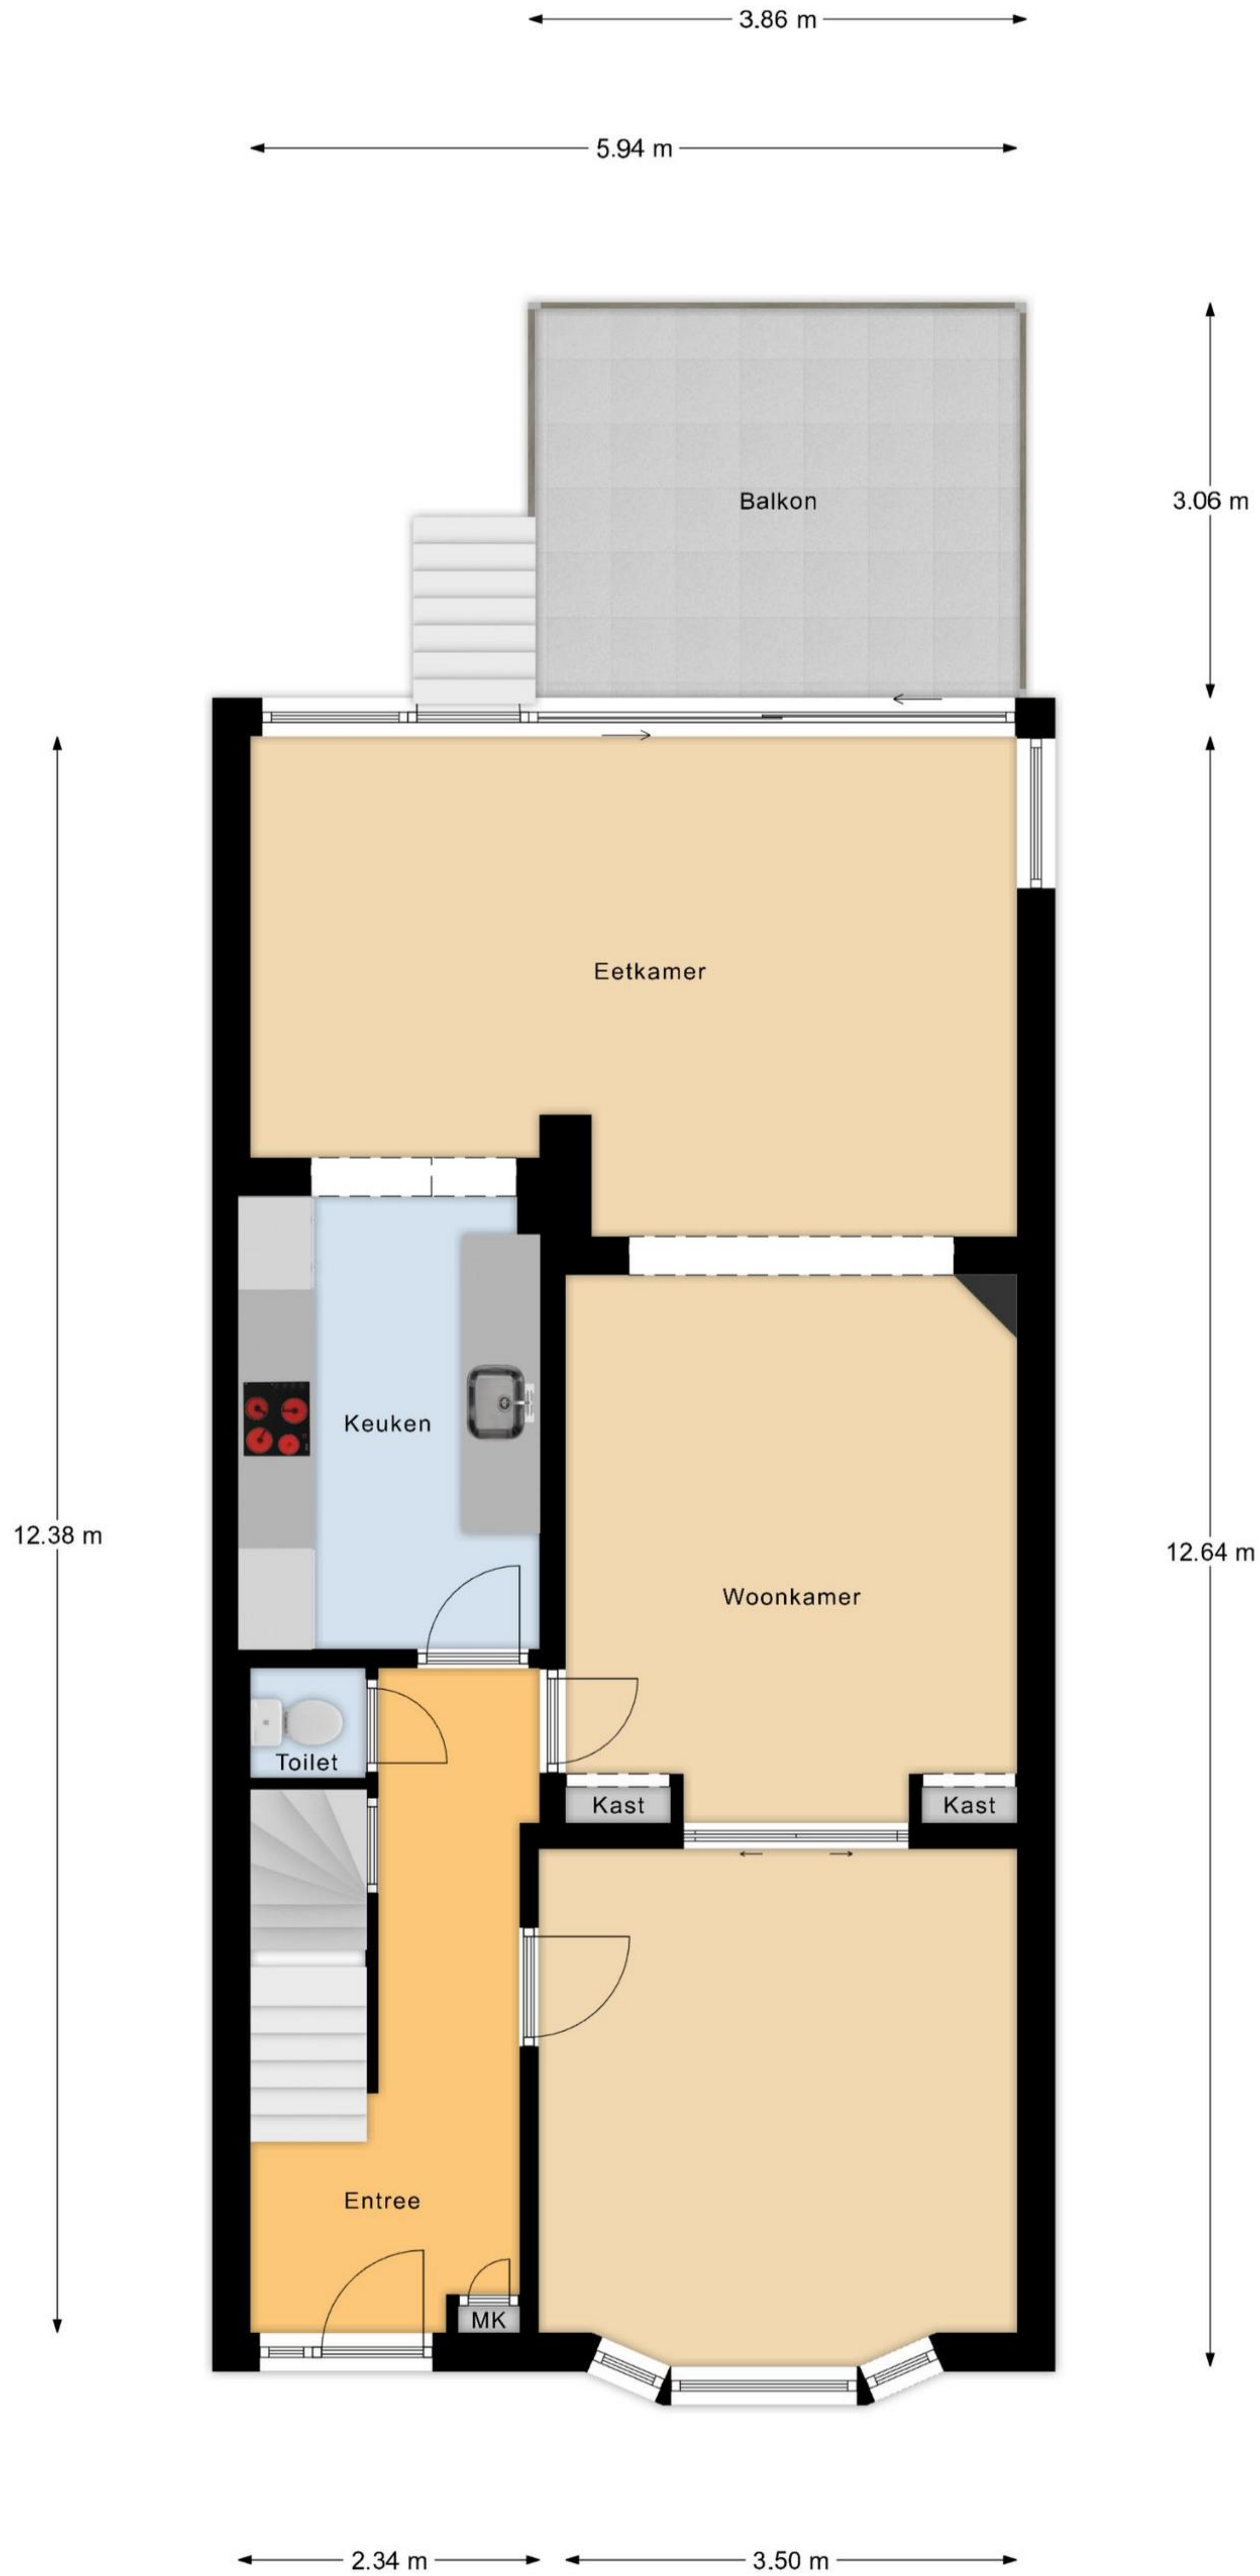 3.86 m
5.94 m
Balkon
3.06 m
Eetkamer
Keuken
12.38 m
12.64 m
Woonkamer
Toilet
Kast
Kast
Entree
MK
2.34 m
3.50 m